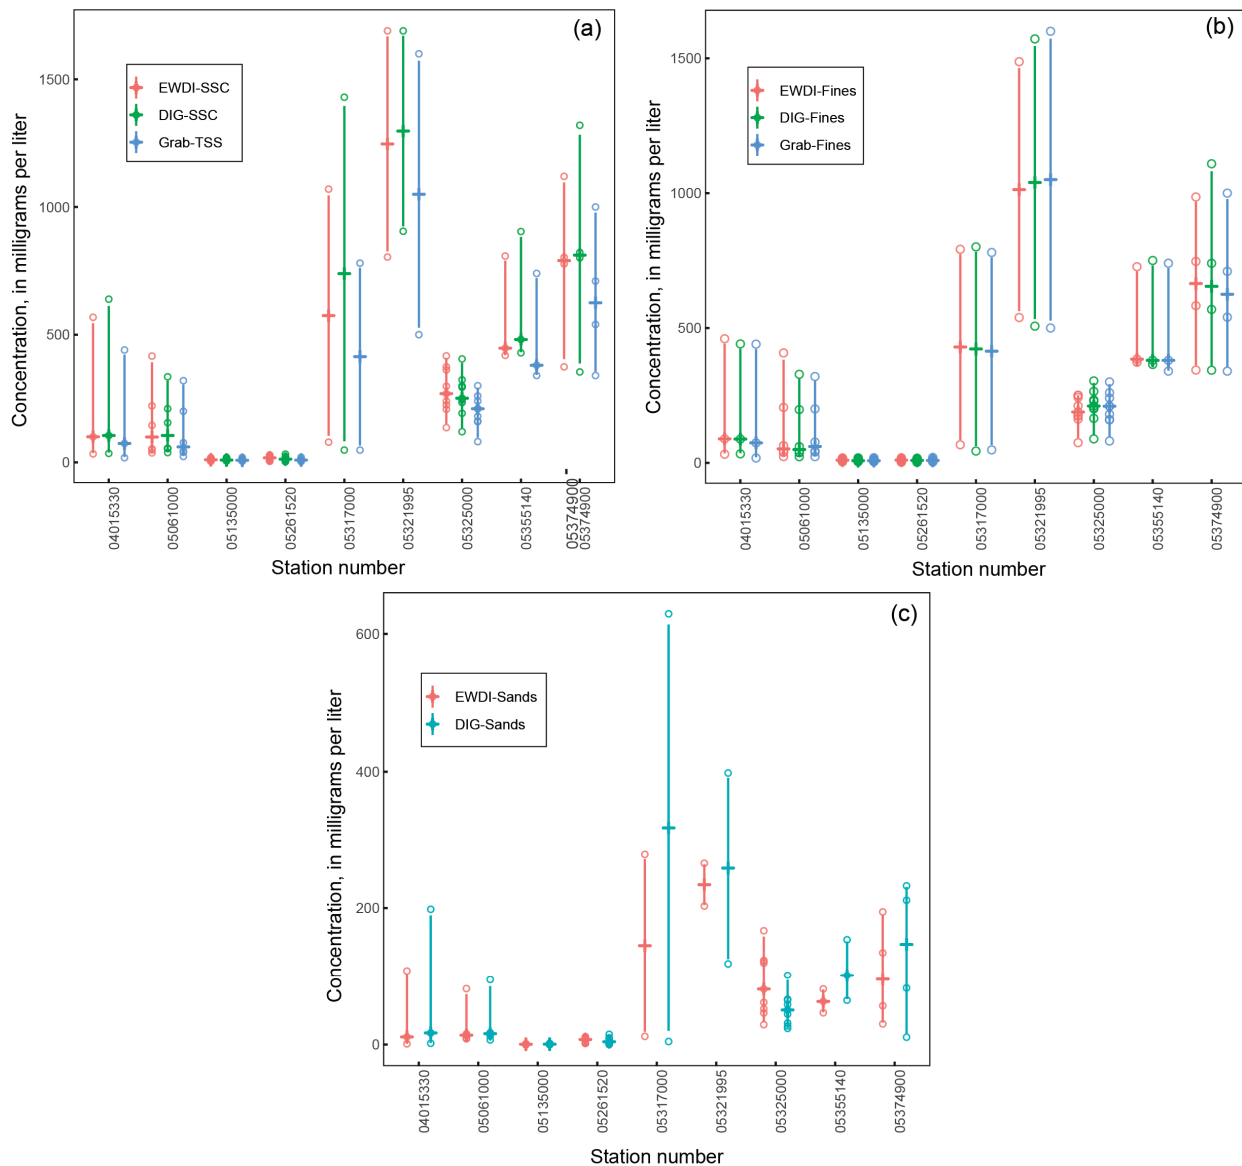 (a)
Concentration, in milligrams per liter
1500
1000
500
0
EWDI-SSC
DIG-SSC
Grab-TSS
04015330
05061000
05135000
05261520
05317000
05321995
05325000
05355140
05374900
05374900
Station number
(b)
Concentration, in milligrams per liter
1500
1000
500
0
EWDI-Fines
DIG-Fines
Grab-Fines
04015330
05061000
05135000
05261520
05317000
05321995
05325000
05355140
05374900
Station number
(c)
Concentration, in milligrams per liter
600
400
200
0
EWDI-Sands
DIG-Sands
04015330
05061000
05135000
05261520
05317000
05321995
05325000
05355140
05374900
Station number